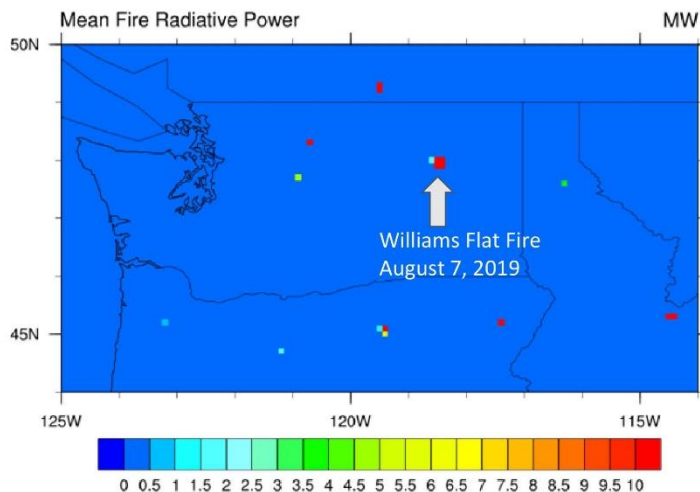 Mean Fire Radiative Power MW
50N
Williams Flat Fire
August 7, 2019
45N
125W 120W 115W
0 0.5 1 1.5 2 2.5 3 3.5 4 4.5 5 5.5 6 6.5 7 7.5 8 8.5 9 9.5 10